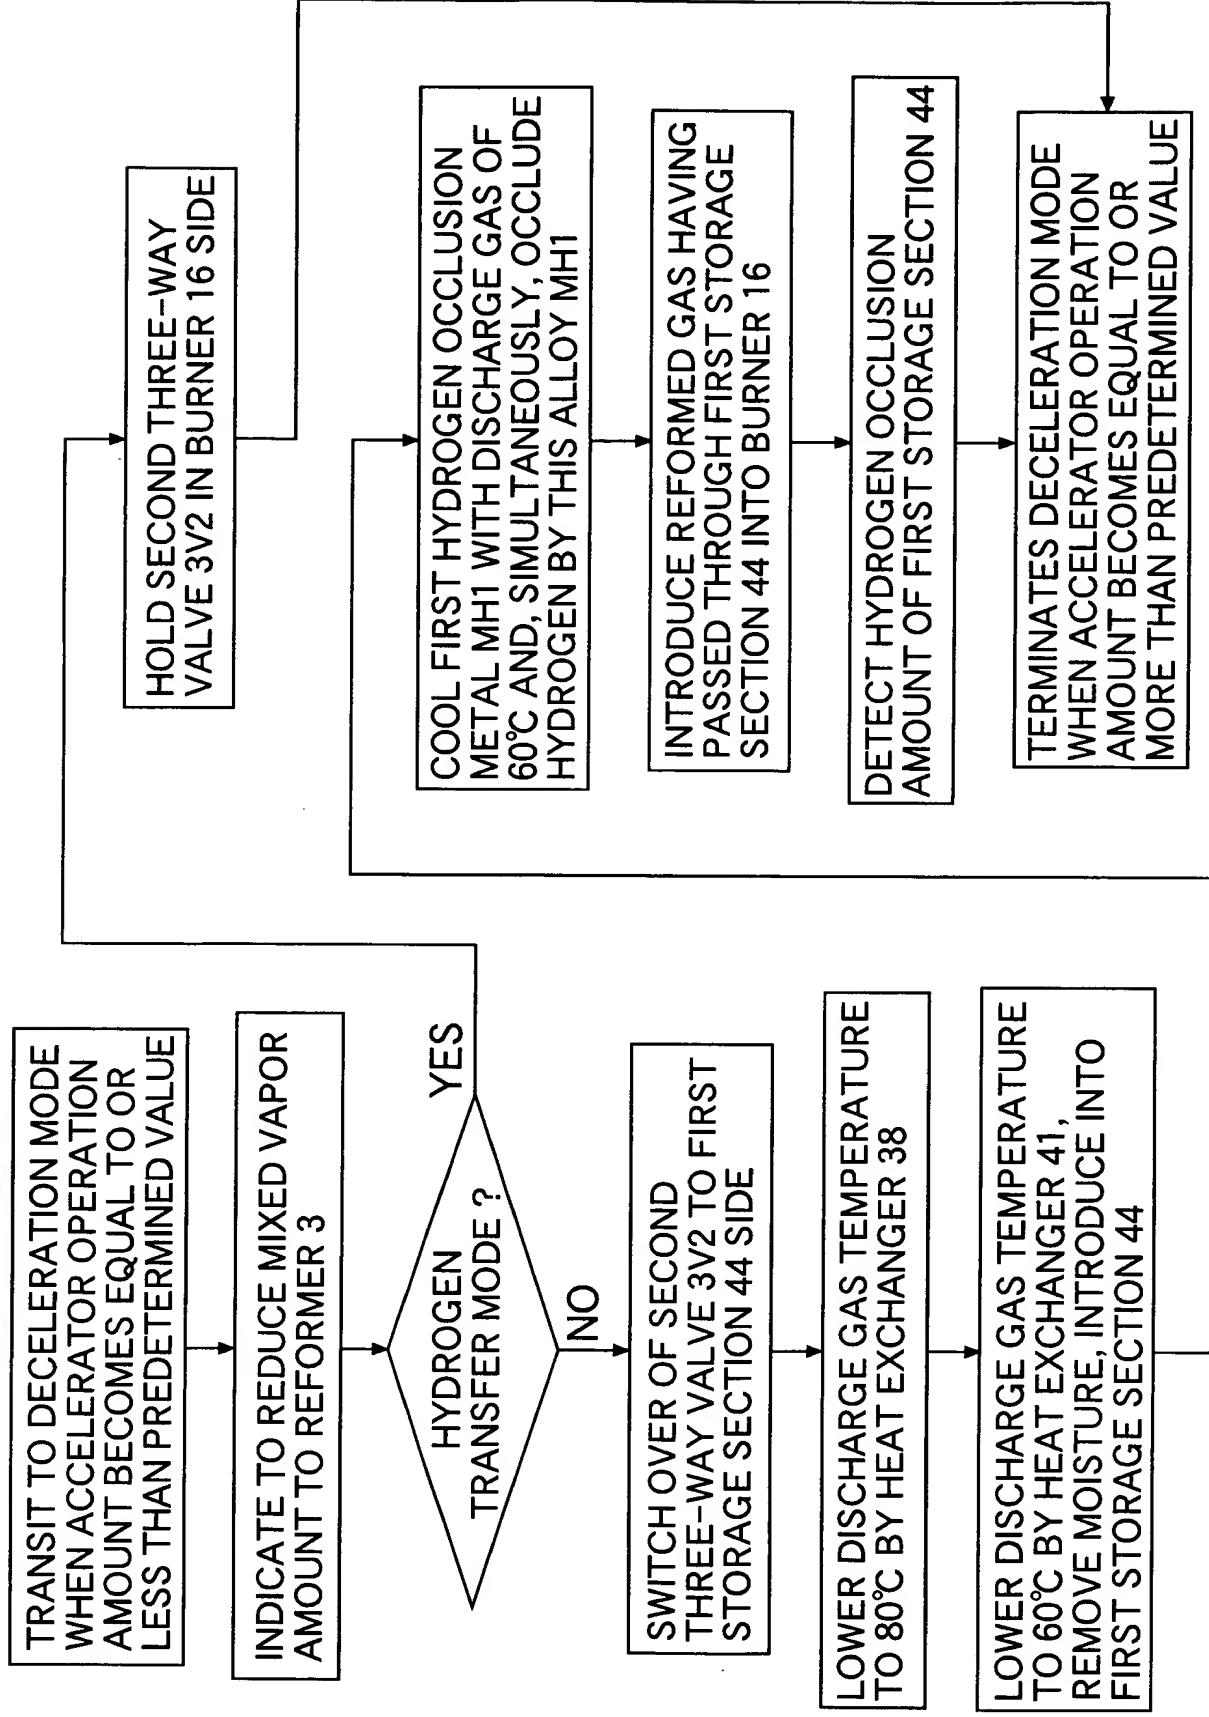 TRANSIT TO DECELERATION MODE
WHEN ACCELERATOR OPERATION
AMOUNT BECOMES EQUAL TO OR
LESS THAN PREDETERMINED VALUE
INDICATE TO REDUCE MIXED VAPOR
AMOUNT TO REFORMER 3
HYDROGEN
TRANSFER MODE ?
YES
NO
SWITCH OVER OF SECOND
THREE-WAY VALVE 3V2 TO FIRST
STORAGE SECTION 44 SIDE
LOWER DISCHARGE GAS TEMPERATURE
TO 80°C BY HEAT EXCHANGER 38
LOWER DISCHARGE GAS TEMPERATURE
TO 60°C BY HEAT EXCHANGER 41,
REMOVE MOISTURE, INTRODUCE INTO
FIRST STORAGE SECTION 44
HOLD SECOND THREE-WAY
VALVE 3V2 IN BURNER 16 SIDE
COOL FIRST HYDROGEN OCCLUSION
METAL MH1 WITH DISCHARGE GAS OF
60°C AND, SIMULTANEOUSLY, OCCLUDE
HYDROGEN BY THIS ALLOY MH1
INTRODUCE REFORMED GAS HAVING
PASSED THROUGH FIRST STORAGE
SECTION 44 INTO BURNER 16
DETECT HYDROGEN OCCLUSION
AMOUNT OF FIRST STORAGE SECTION 44
TERMINATES DECELERATION MODE
WHEN ACCELERATOR OPERATION
AMOUNT BECOMES EQUAL TO OR
MORE THAN PREDETERMINED VALUE